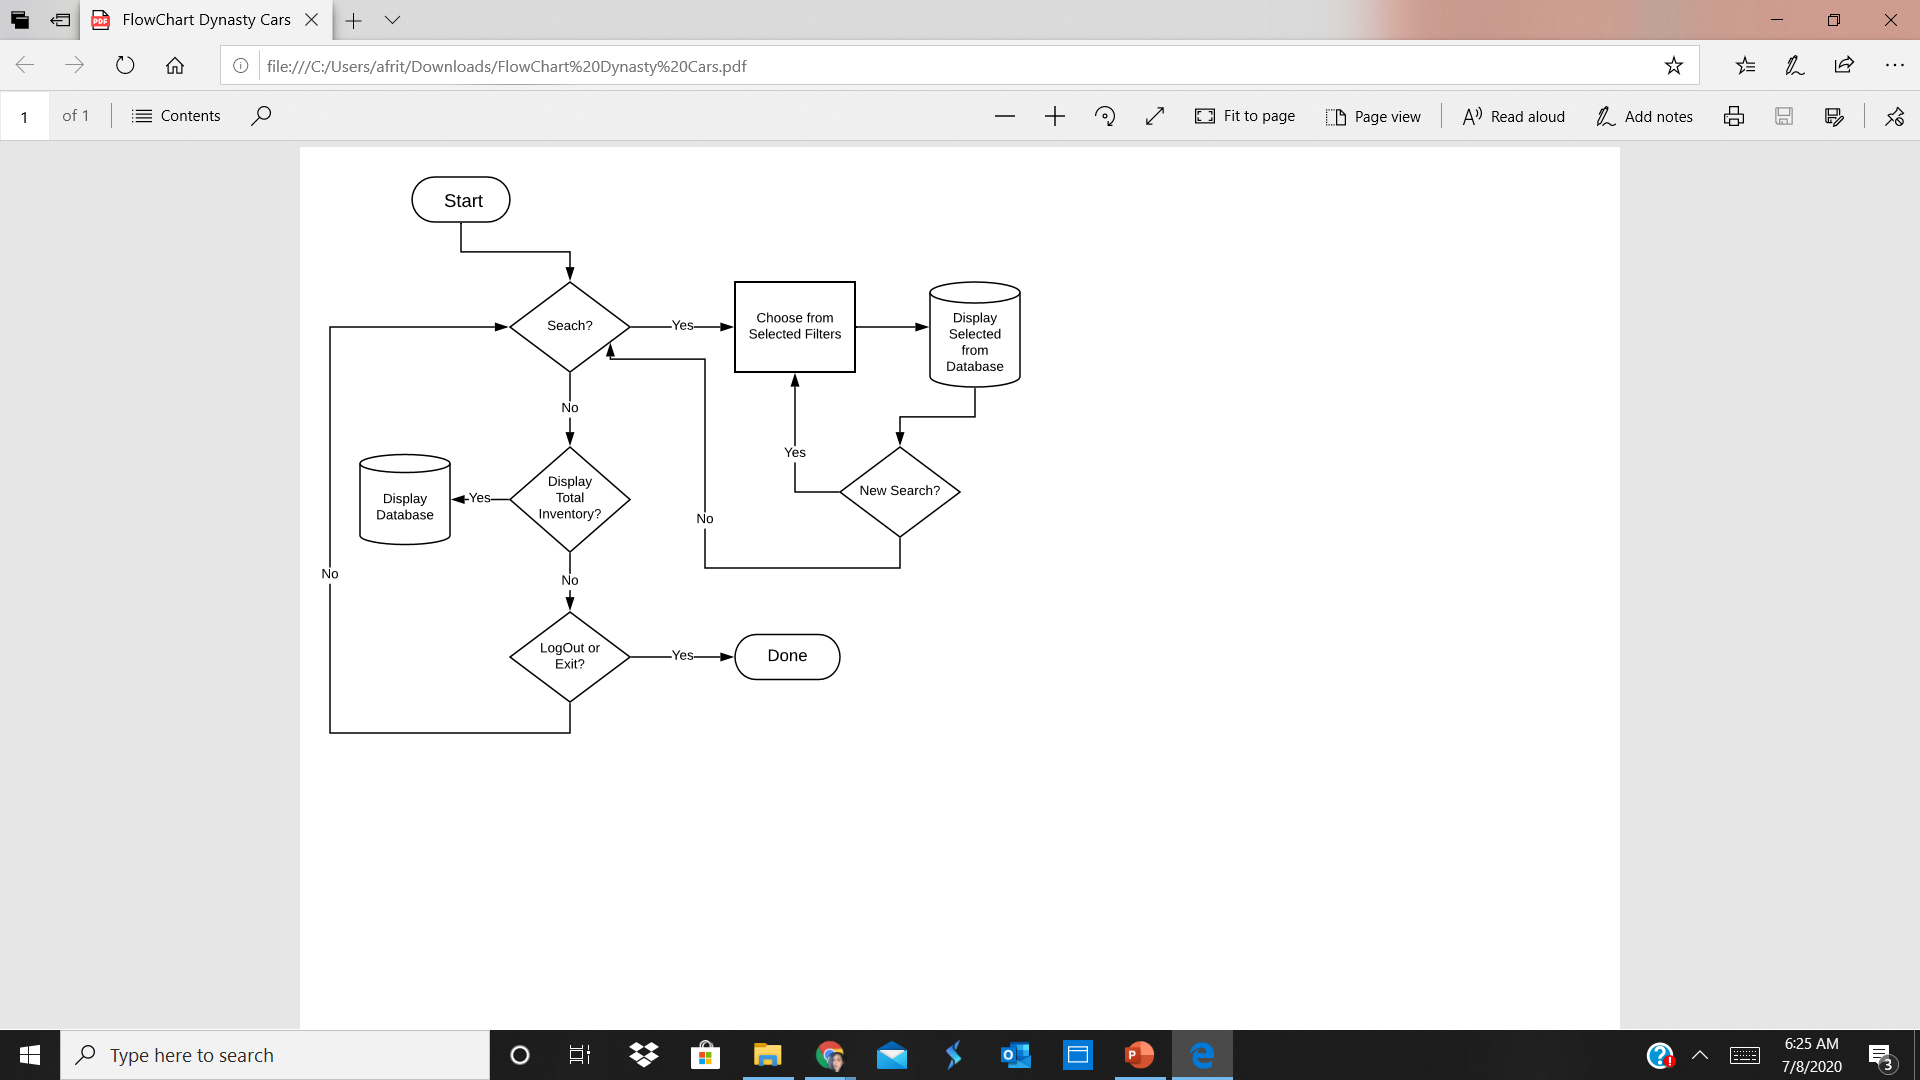 FlowChart Dynasty Cars
file:///C:/Users/afrit/Downloads/FlowChart%20Dynasty%20Cars.pdf
1 of 1 Contents Fit to page Page view Read aloud Add notes
Start
Seach?
Yes
Choose from
Selected Filters
Display
Selected
from
Database
No
Yes
New Search?
No
Display
Total
Inventory?
Yes
Display
Database
No
No
LogOut or
Exit?
Yes
Done
Type here to search
6:25 AM
7/8/2020
3